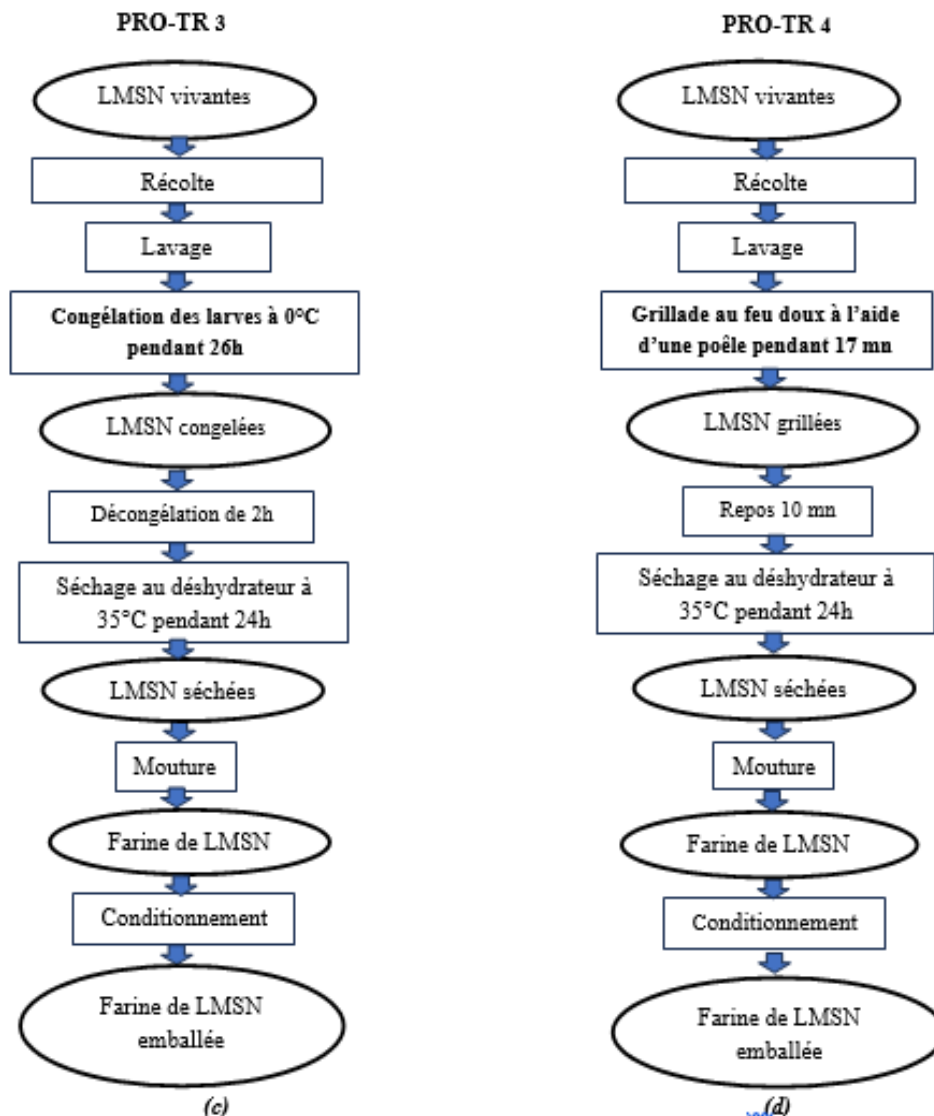 PRO-TR 3
LMSN vivantes
Récolte
Lavage
Congélation des larves à 0°C
pendant 26h
LMSN congelées
Décongélation de 2h
Séchage au déshydrateur à
35°C pendant 24h
LMSN séchées
Mouture
Farine de LMSN
Conditionnement
Farine de LMSN
emballée
(c)
PRO-TR 4
LMSN vivantes
Récolte
Lavage
Grillade au feu doux à l'aide
d'une poêle pendant 17 mn
LMSN grillées
Repos 10 mn
Séchage au déshydrateur à
35°C pendant 24h
LMSN séchées
Mouture
Farine de LMSN
Conditionnement
Farine de LMSN
emballée
(d)